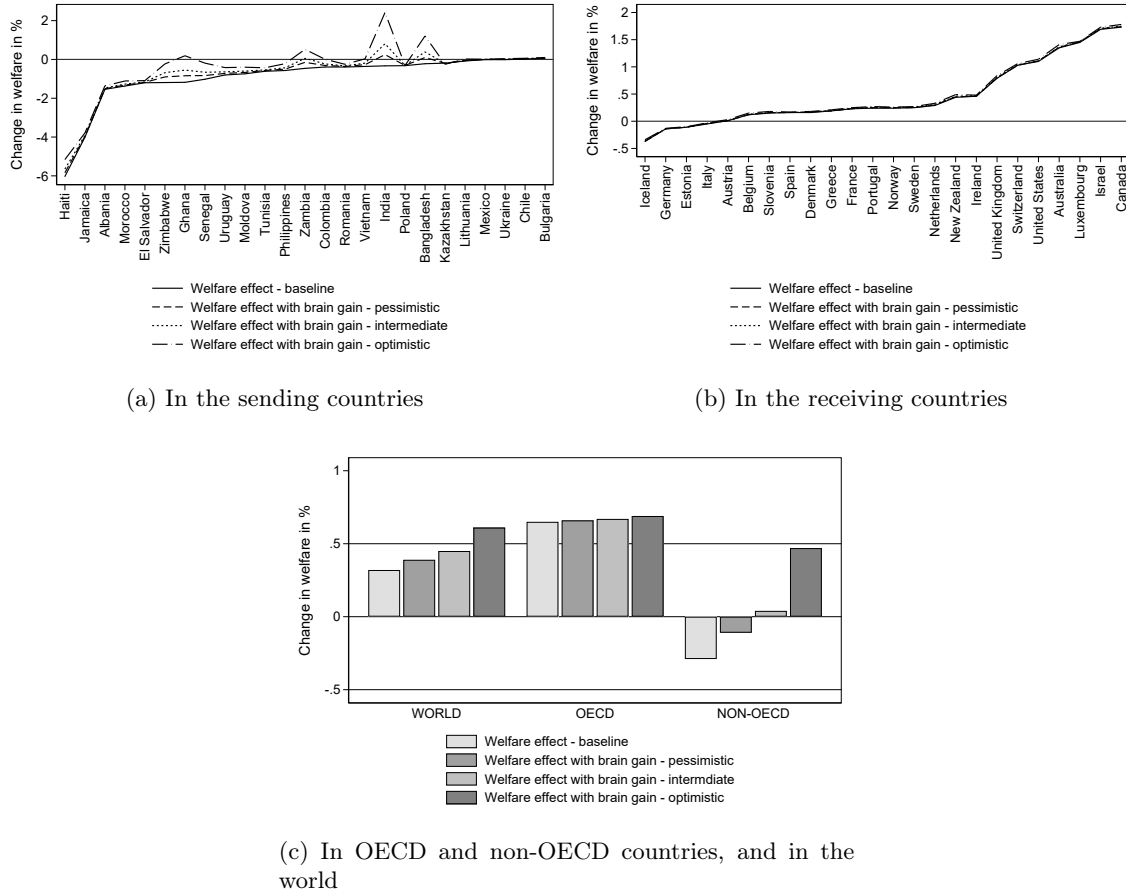 Change in welfare in %
2
0
-2
-4
-6
Haiti
Jamaica
Albania
Morocco
El Salvador
Zimbabwe
Ghana
Senegal
Uruguay
Moldova
Tunisia
Philippines
Zambia
Colombia
Romania
Vietnam
India
Poland
Bangladesh
Kazakhstan
Lithuania
Mexico
Ukraine
Chile
Bulgaria
Welfare effect - baseline
Welfare effect with brain gain - pessimistic
Welfare effect with brain gain - intermediate
Welfare effect with brain gain - optimistic
(a) In the sending countries
Change in welfare in %
2
1.5
1
.5
0
-.5
Iceland
Germany
Estonia
Italy
Austria
Belgium
Slovenia
Spain
Denmark
Greece
France
Portugal
Norway
Sweden
Netherlands
New Zealand
Ireland
United Kingdom
Switzerland
United States
Australia
Luxembourg
Israel
Canada
Welfare effect - baseline
Welfare effect with brain gain - pessimistic
Welfare effect with brain gain - intermediate
Welfare effect with brain gain - optimistic
(b) In the receiving countries
Change in welfare in %
1
.5
0
-.5
WORLD
OECD
NON-OECD
Welfare effect - baseline
Welfare effect with brain gain - pessimistic
Welfare effect with brain gain - intermdiate
Welfare effect with brain gain - optimistic
(c) In OECD and non-OECD countries, and in the
world